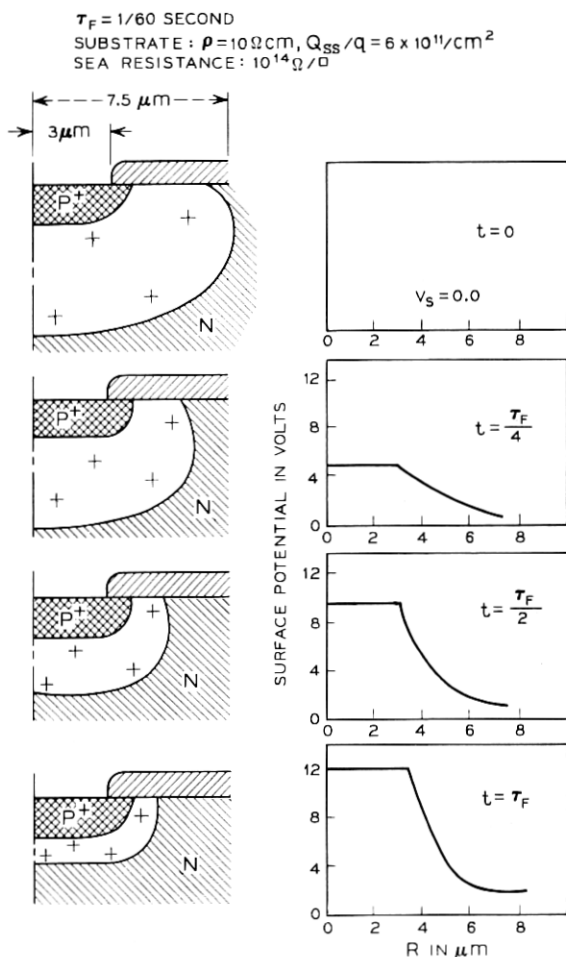 τF = 1/60 SECOND
SUBSTRATE: ρ = 10Ωcm, QSS/q = 6 x 10¹¹/cm²
SEA RESISTANCE: 10¹⁴Ω/□
7.5 μm
3μm
P+
+ + + +
N
t = 0
VS = 0.0
0 2 4 6 8
P+
+ + + +
N
12
8
4
0
t = τF/4
0 2 4 6 8
SURFACE POTENTIAL IN VOLTS
P+
+ + + +
N
12
8
4
0
t = τF/2
0 2 4 6 8
P+
+ + + + +
N
12
8
4
0
t = τF
0 2 4 6 8
R IN μm